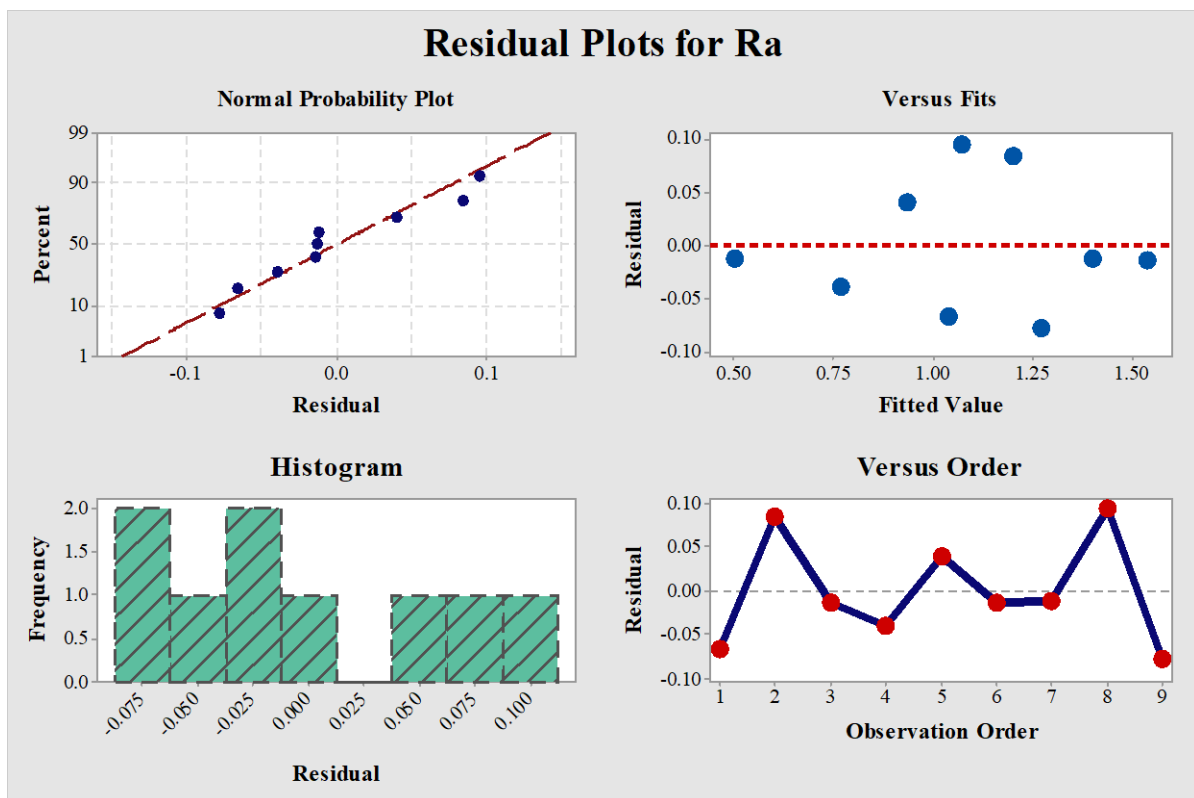 Residual Plots for Ra
Normal Probability Plot
Percent
99
90
50
10
1
-0.1 0.0 0.1
Residual
Versus Fits
Residual
0.10
0.05
0.00
-0.05
-0.10
0.50 0.75 1.00 1.25 1.50
Fitted Value
Histogram
Frequency
2.0
1.5
1.0
0.5
0.0
-0.075 -0.050 -0.025 0.000 0.025 0.050 0.075 0.100
Residual
Versus Order
Residual
0.10
0.05
0.00
-0.05
-0.10
1 2 3 4 5 6 7 8 9
Observation Order